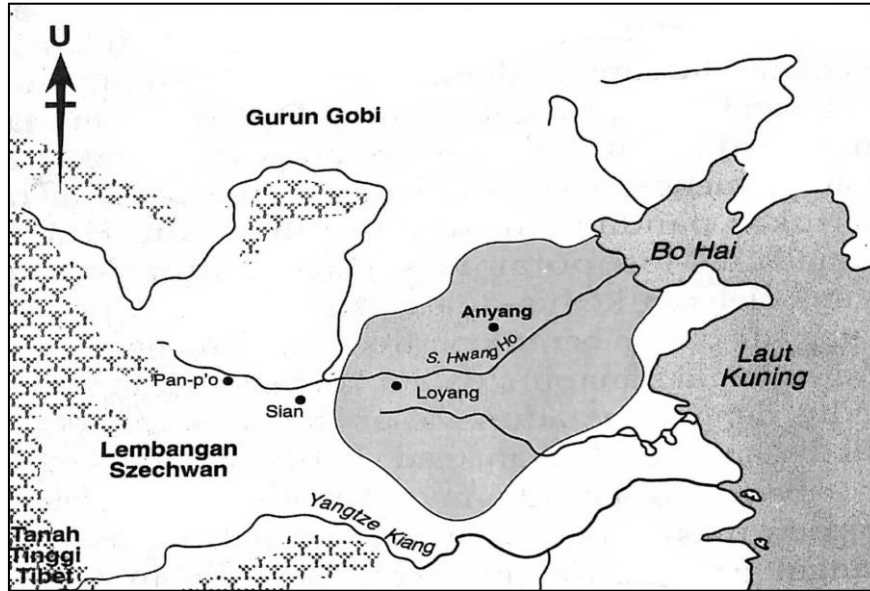 U
Gurun Gobi
Bo Hai
Anyang
S. Hwang Ho
Laut
Kuning
Pan-p'o
Loyang
Sian
Lembangan
Szechwan
Yangtze Kiang
Tanah
Tinggi
Tibet